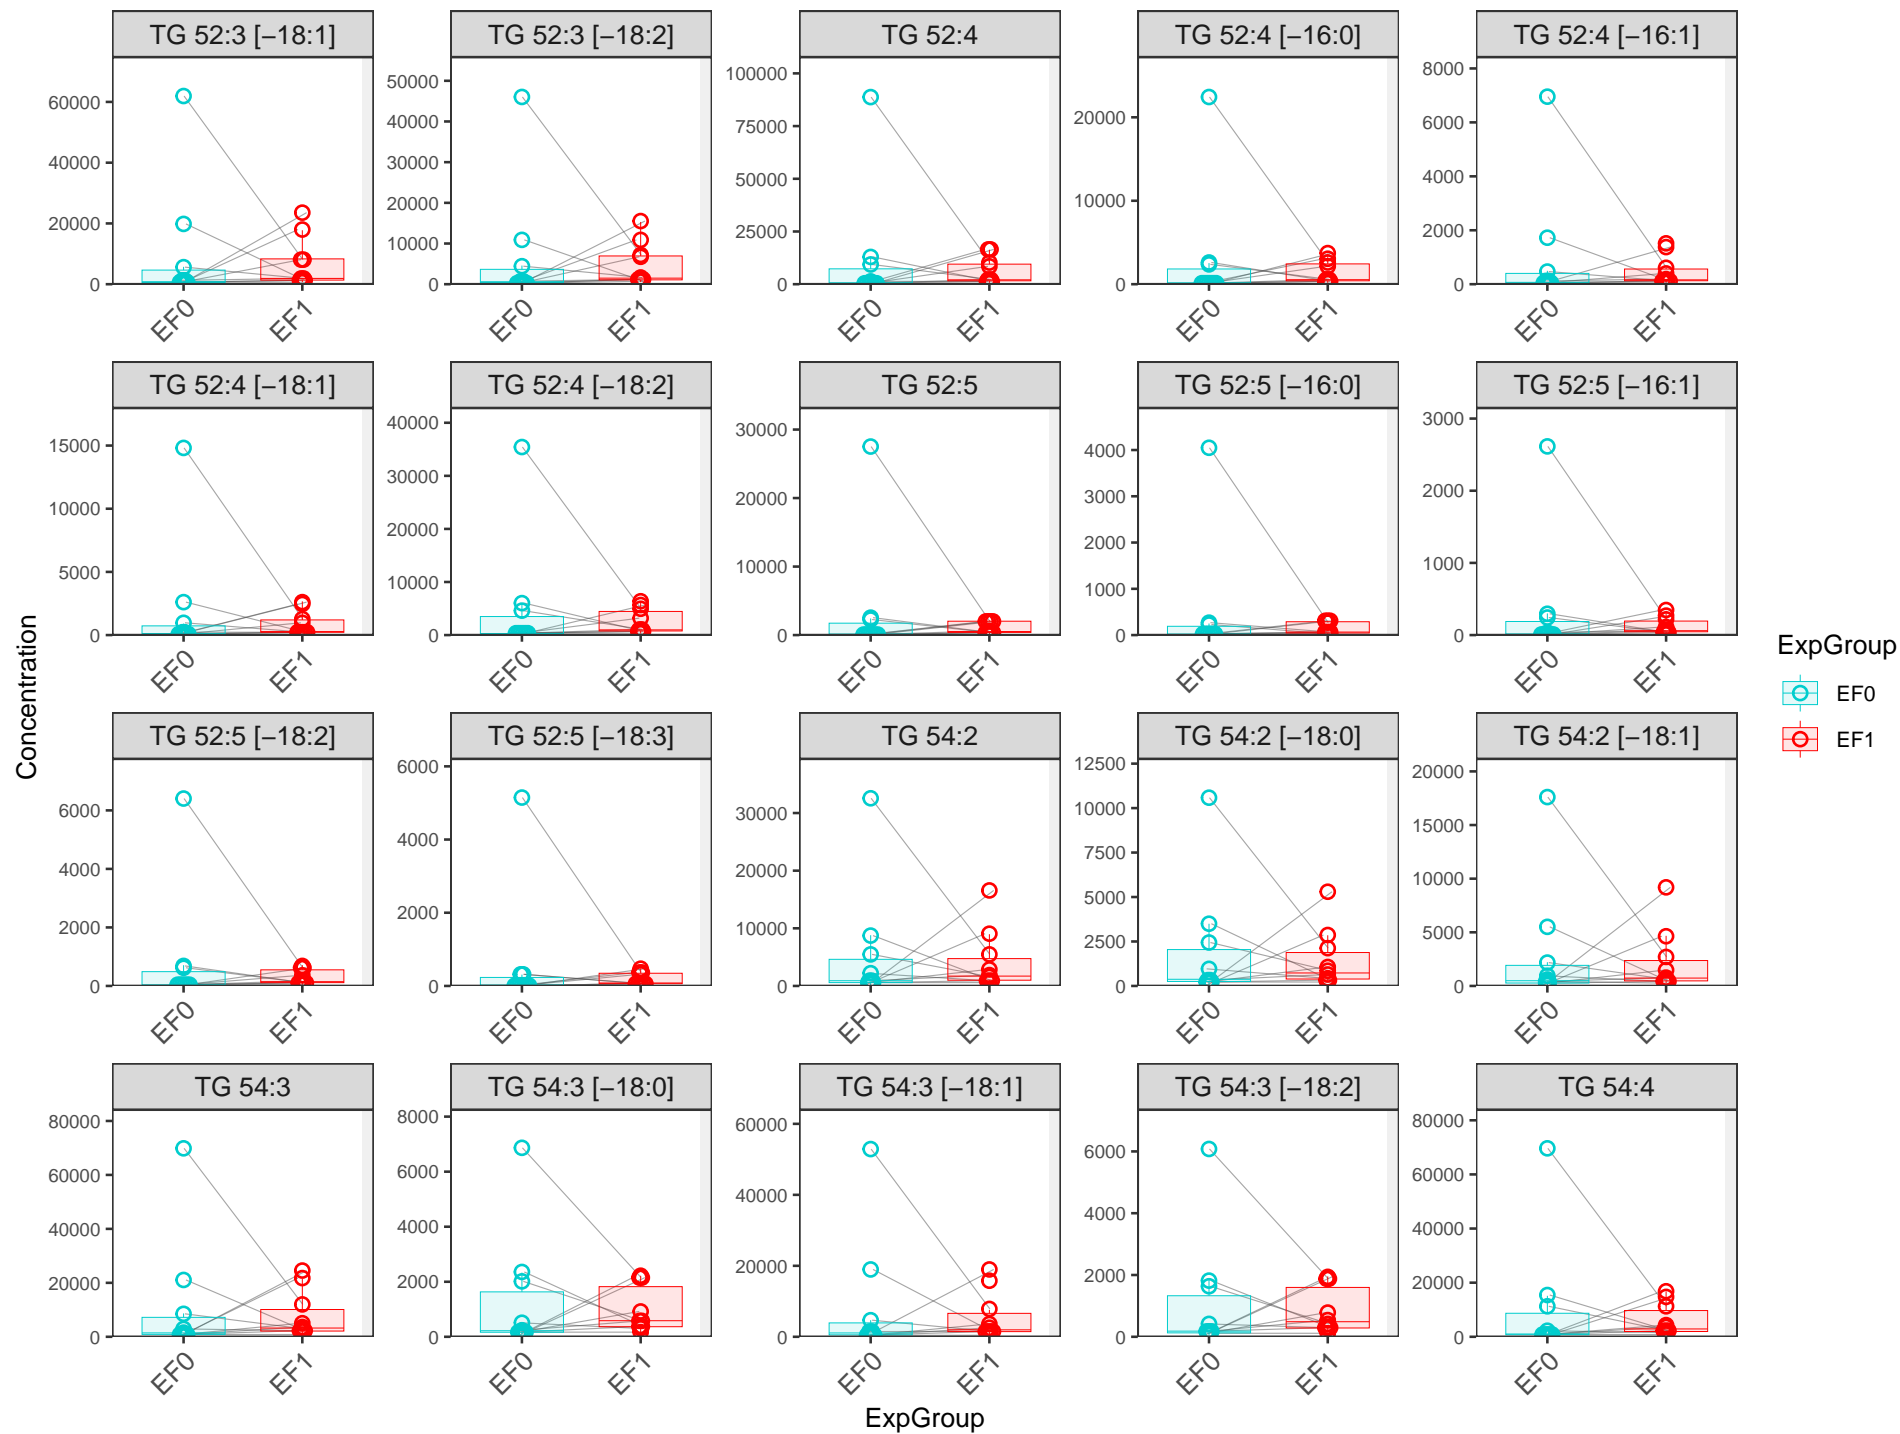 TG 52:3 [−18:1]
TG 52:3 [−18:2]
TG 52:4
TG 52:4 [−16:0]
TG 52:4 [−16:1]
60000
40000
20000
0
50000
40000
30000
20000
10000
0
100000
75000
50000
25000
0
20000
10000
0
8000
6000
4000
2000
0
EF0 EF1
EF0 EF1
EF0 EF1
EF0 EF1
EF0 EF1
TG 52:4 [−18:1]
TG 52:4 [−18:2]
TG 52:5
TG 52:5 [−16:0]
TG 52:5 [−16:1]
15000
10000
5000
0
40000
30000
20000
10000
0
30000
20000
10000
0
4000
3000
2000
1000
0
3000
2000
1000
0
EF0 EF1
EF0 EF1
EF0 EF1
EF0 EF1
EF0 EF1
TG 52:5 [−18:2]
TG 52:5 [−18:3]
TG 54:2
TG 54:2 [−18:0]
TG 54:2 [−18:1]
6000
4000
2000
0
6000
4000
2000
0
30000
20000
10000
0
12500
10000
7500
5000
2500
0
20000
15000
10000
5000
0
EF0 EF1
EF0 EF1
EF0 EF1
EF0 EF1
EF0 EF1
TG 54:3
TG 54:3 [−18:0]
TG 54:3 [−18:1]
TG 54:3 [−18:2]
TG 54:4
80000
60000
40000
20000
0
8000
6000
4000
2000
0
60000
40000
20000
0
6000
4000
2000
0
80000
60000
40000
20000
0
EF0 EF1
EF0 EF1
EF0 EF1
EF0 EF1
EF0 EF1
Concentration
ExpGroup
ExpGroup
EF0
EF1